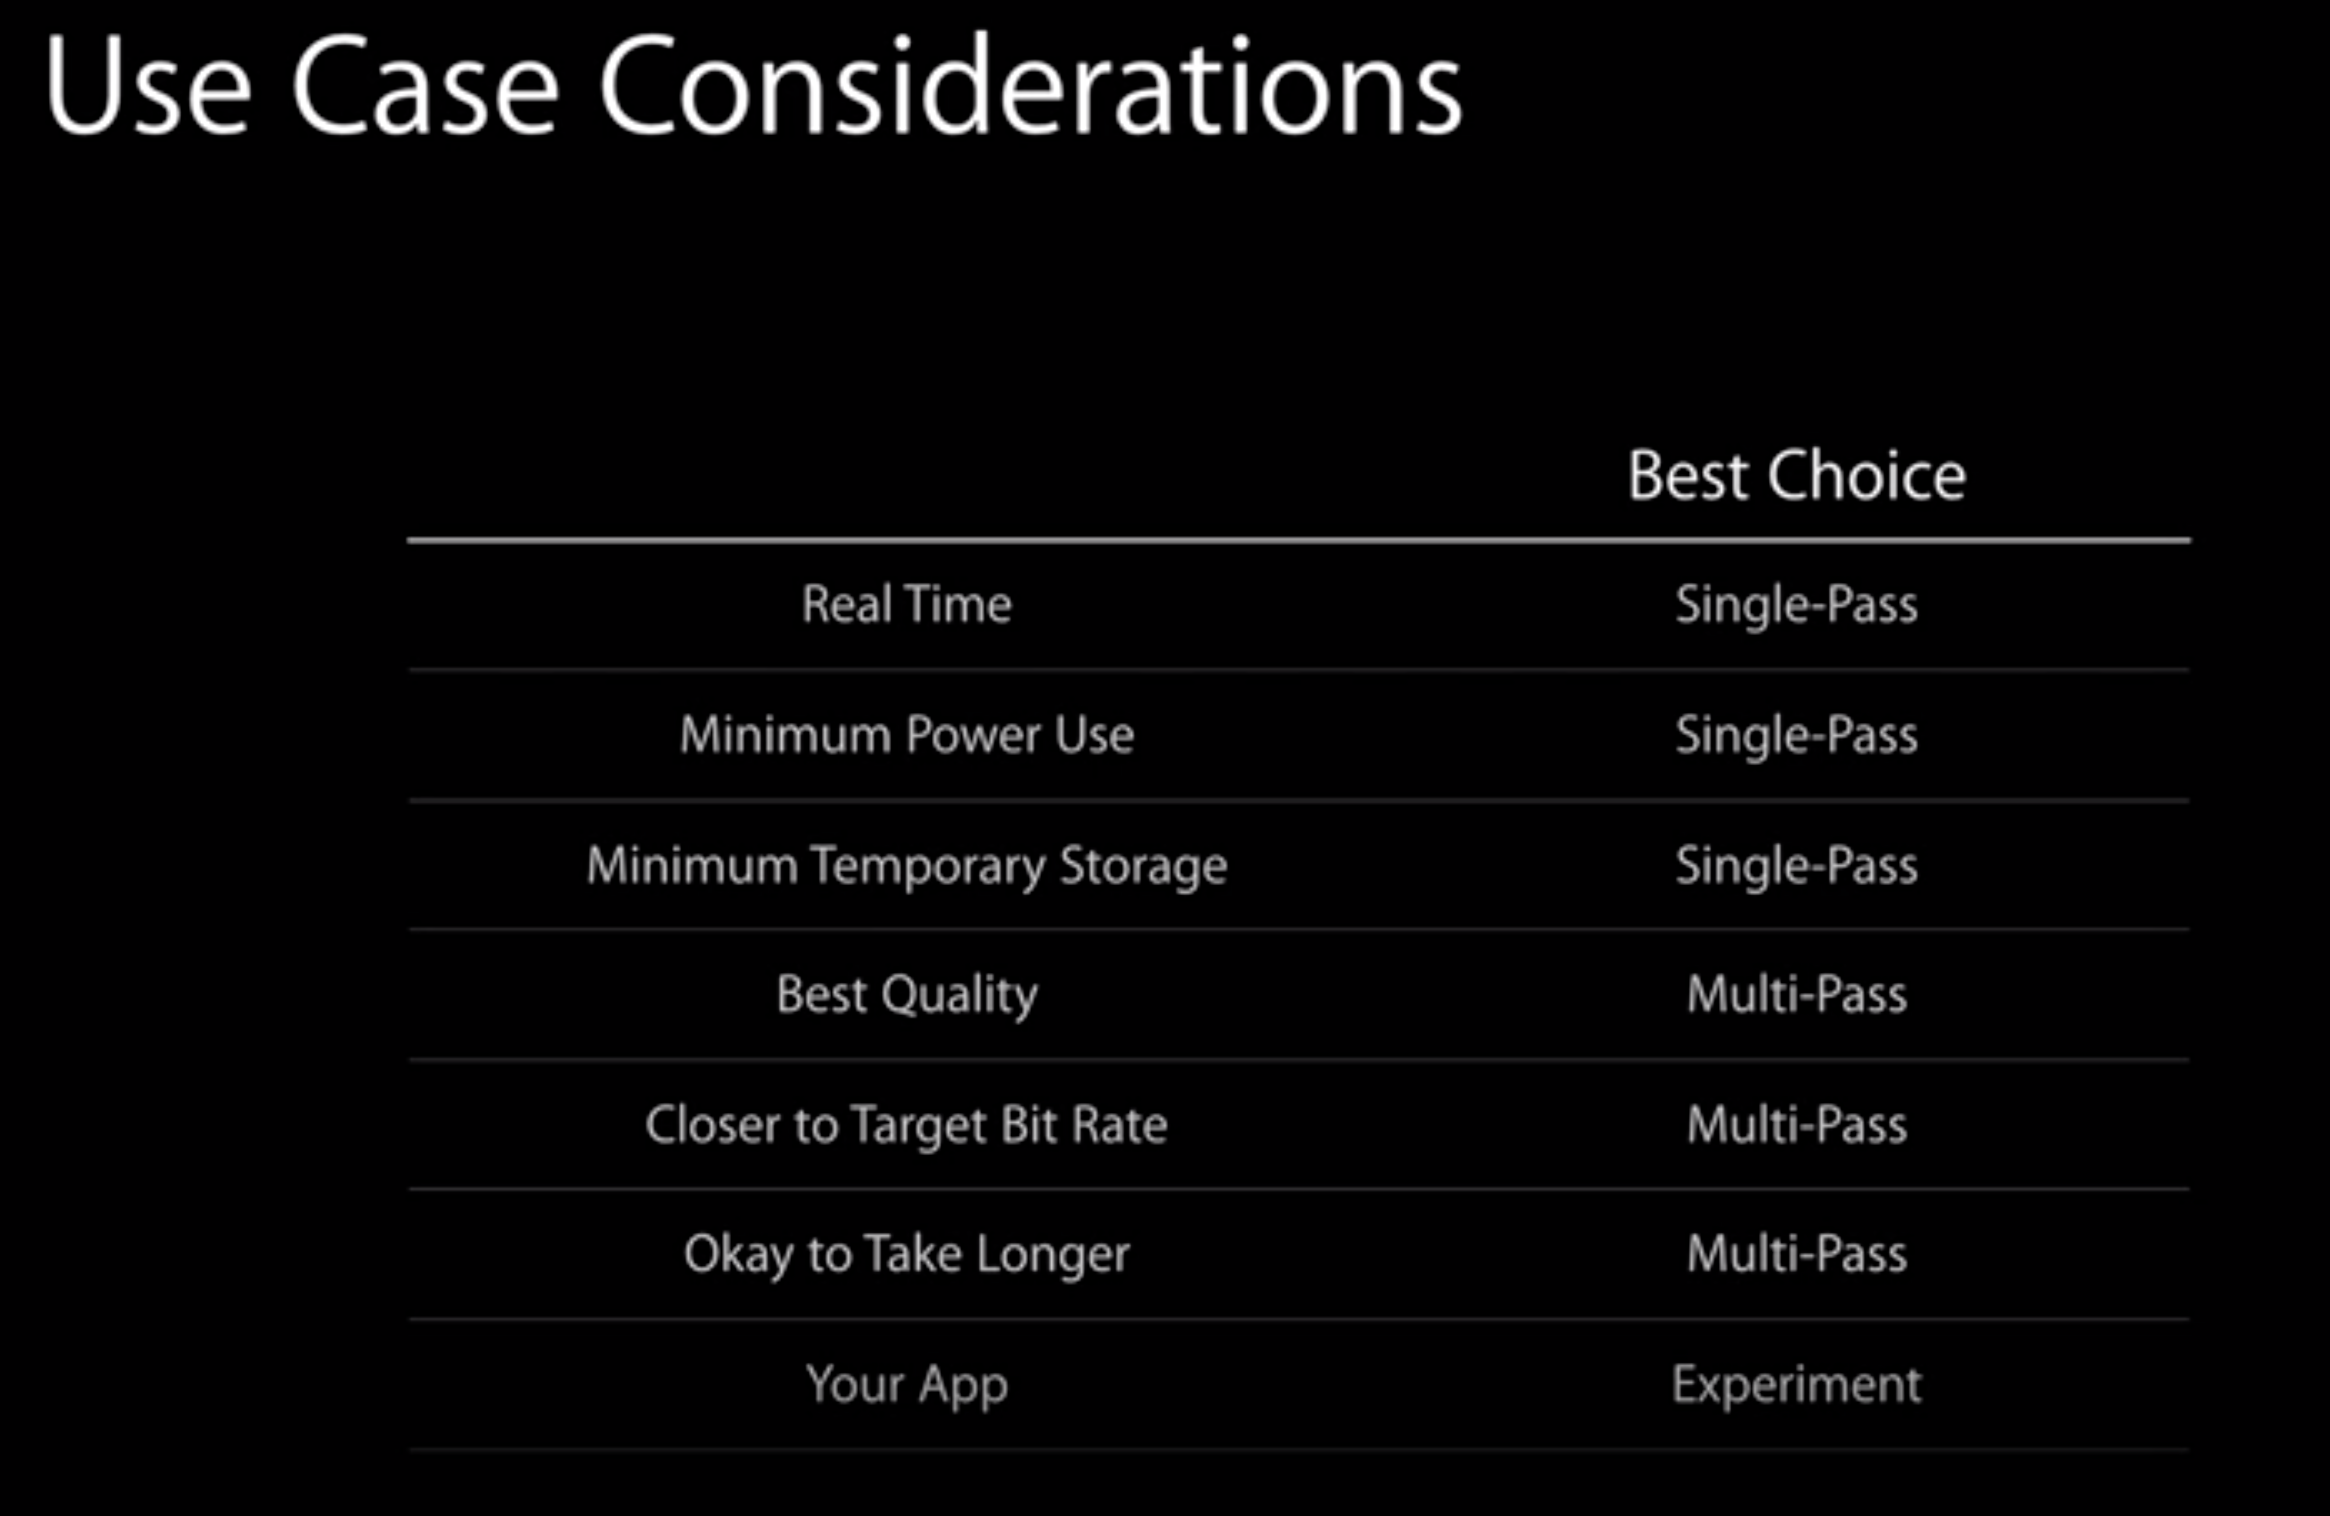 Use Case Considerations
Best Choice
Real Time Single-Pass
Minimum Power Use Single-Pass
Minimum Temporary Storage Single-Pass
Best Quality Multi-Pass
Closer to Target Bit Rate Multi-Pass
Okay to Take Longer Multi-Pass
Your App Experiment